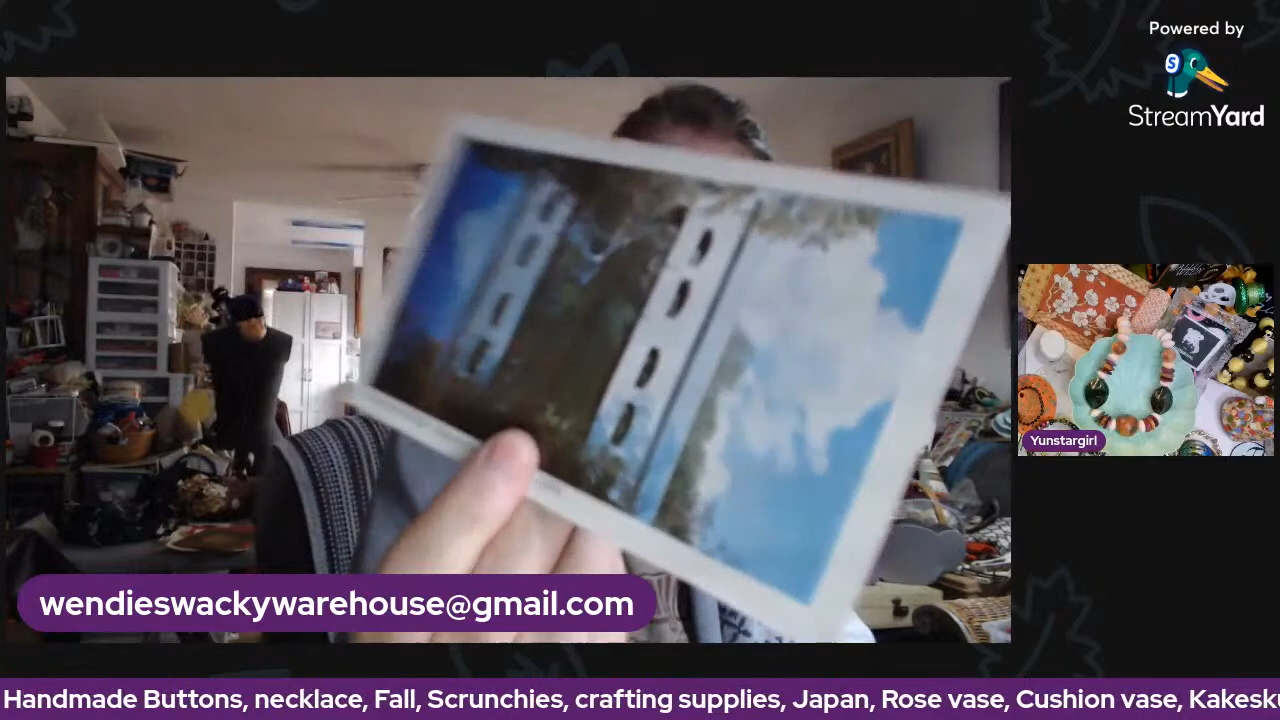 Powered by
S
StreamYard
Yunstargirl
wendieswackywarehouse@gmail.com
Handmade Buttons, necklace, Fall, Scrunchies, crafting supplies, Japan, Rose vase, Cushion vase, Kakesk